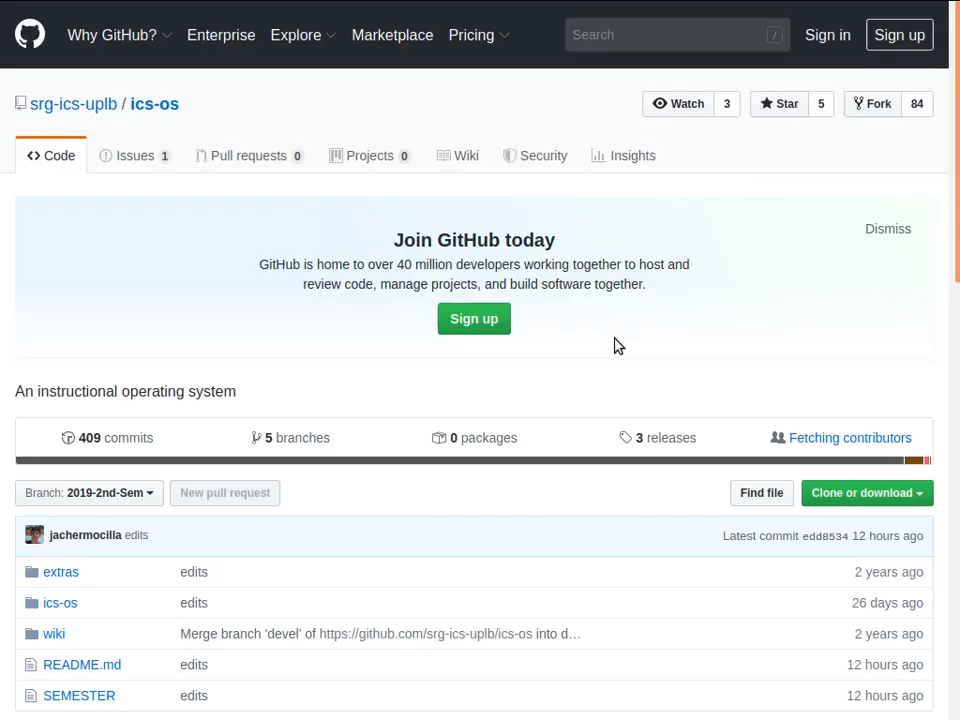 Why GitHub? Enterprise Explore Marketplace Pricing Search / Sign in Sign up
srg-ics-uplb / ics-os Watch 3 Star 5 Fork 84
Code Issues 1 Pull requests 0 Projects 0 Wiki Security Insights
Dismiss
Join GitHub today
GitHub is home to over 40 million developers working together to host and
review code, manage projects, and build software together.
Sign up
An instructional operating system
409 commits 5 branches 0 packages 3 releases Fetching contributors
Branch: 2019-2nd-Sem New pull request Find file Clone or download
jachermocilla edits Latest commit edd8534 12 hours ago
extras edits 2 years ago
ics-os edits 26 days ago
wiki Merge branch 'devel' of https://github.com/srg-ics-uplb/ics-os into d… 2 years ago
README.md edits 12 hours ago
SEMESTER edits 12 hours ago